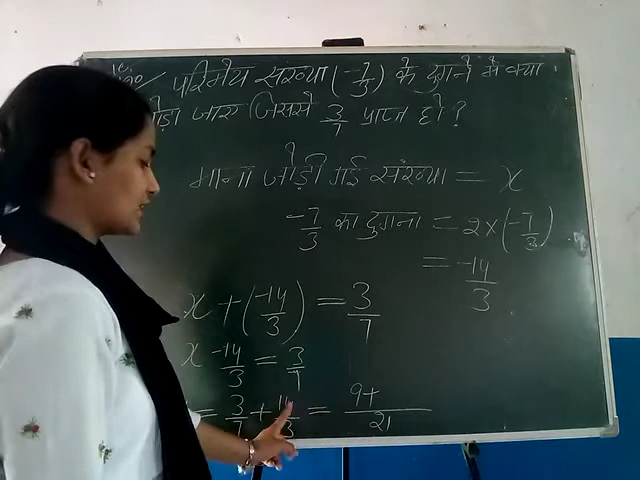 परिमेय संख्या (-7/3) के दुगने में क्या
जोड़ा जाए जिससे 3/7 प्राप्त हो ?
माना जोड़ी गई संख्या = x
-7/3 का दुगना = 2×(-7/3)
= -14/3
x + (-14/3) = 3/7
x -14/3 = 3/7
= 3/7 + 14/3 = 9+/21